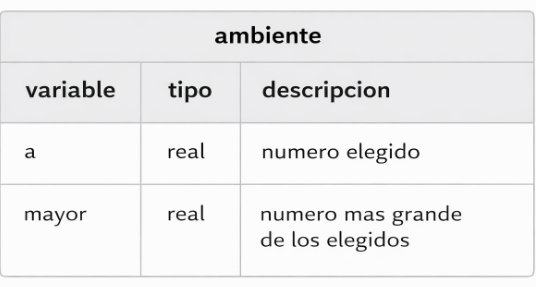 ambiente
variable tipo descripcion
a real numero elegido
mayor real numero mas grande
de los elegidos